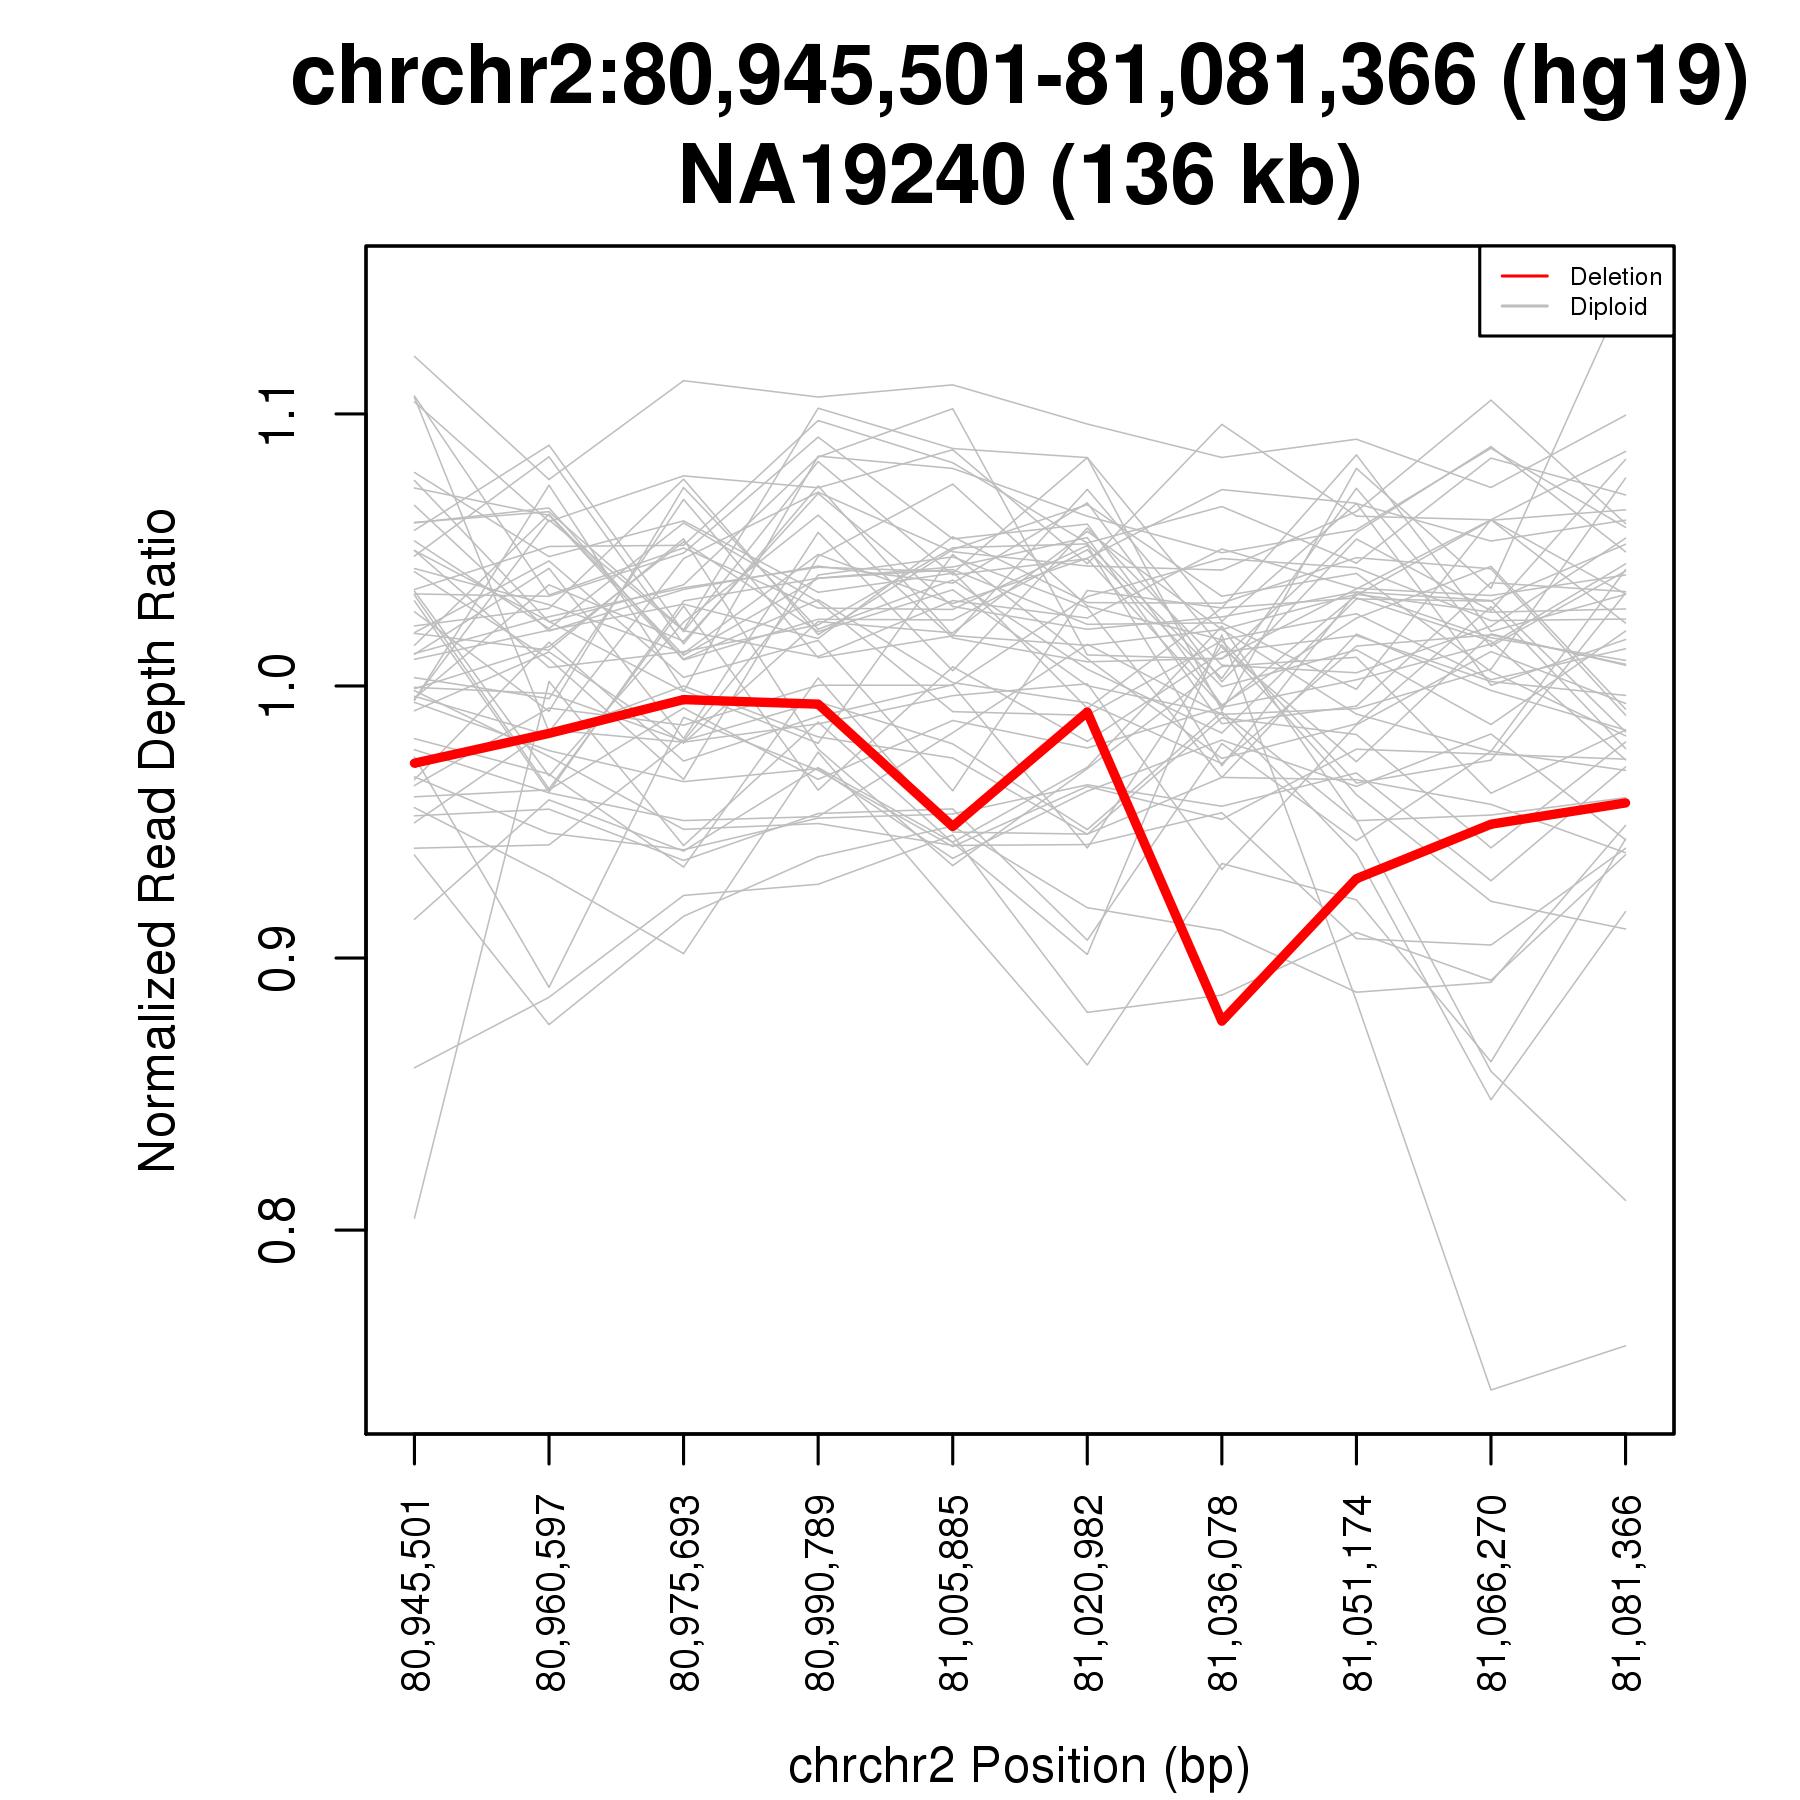 chrchr2:80,945,501-81,081,366 (hg19)
NA19240 (136 kb)
Deletion
Diploid
Normalized Read Depth Ratio
1.1
1.0
0.9
0.8
80,945,501
80,960,597
80,975,693
80,990,789
81,005,885
81,020,982
81,036,078
81,051,174
81,066,270
81,081,366
chrchr2 Position (bp)